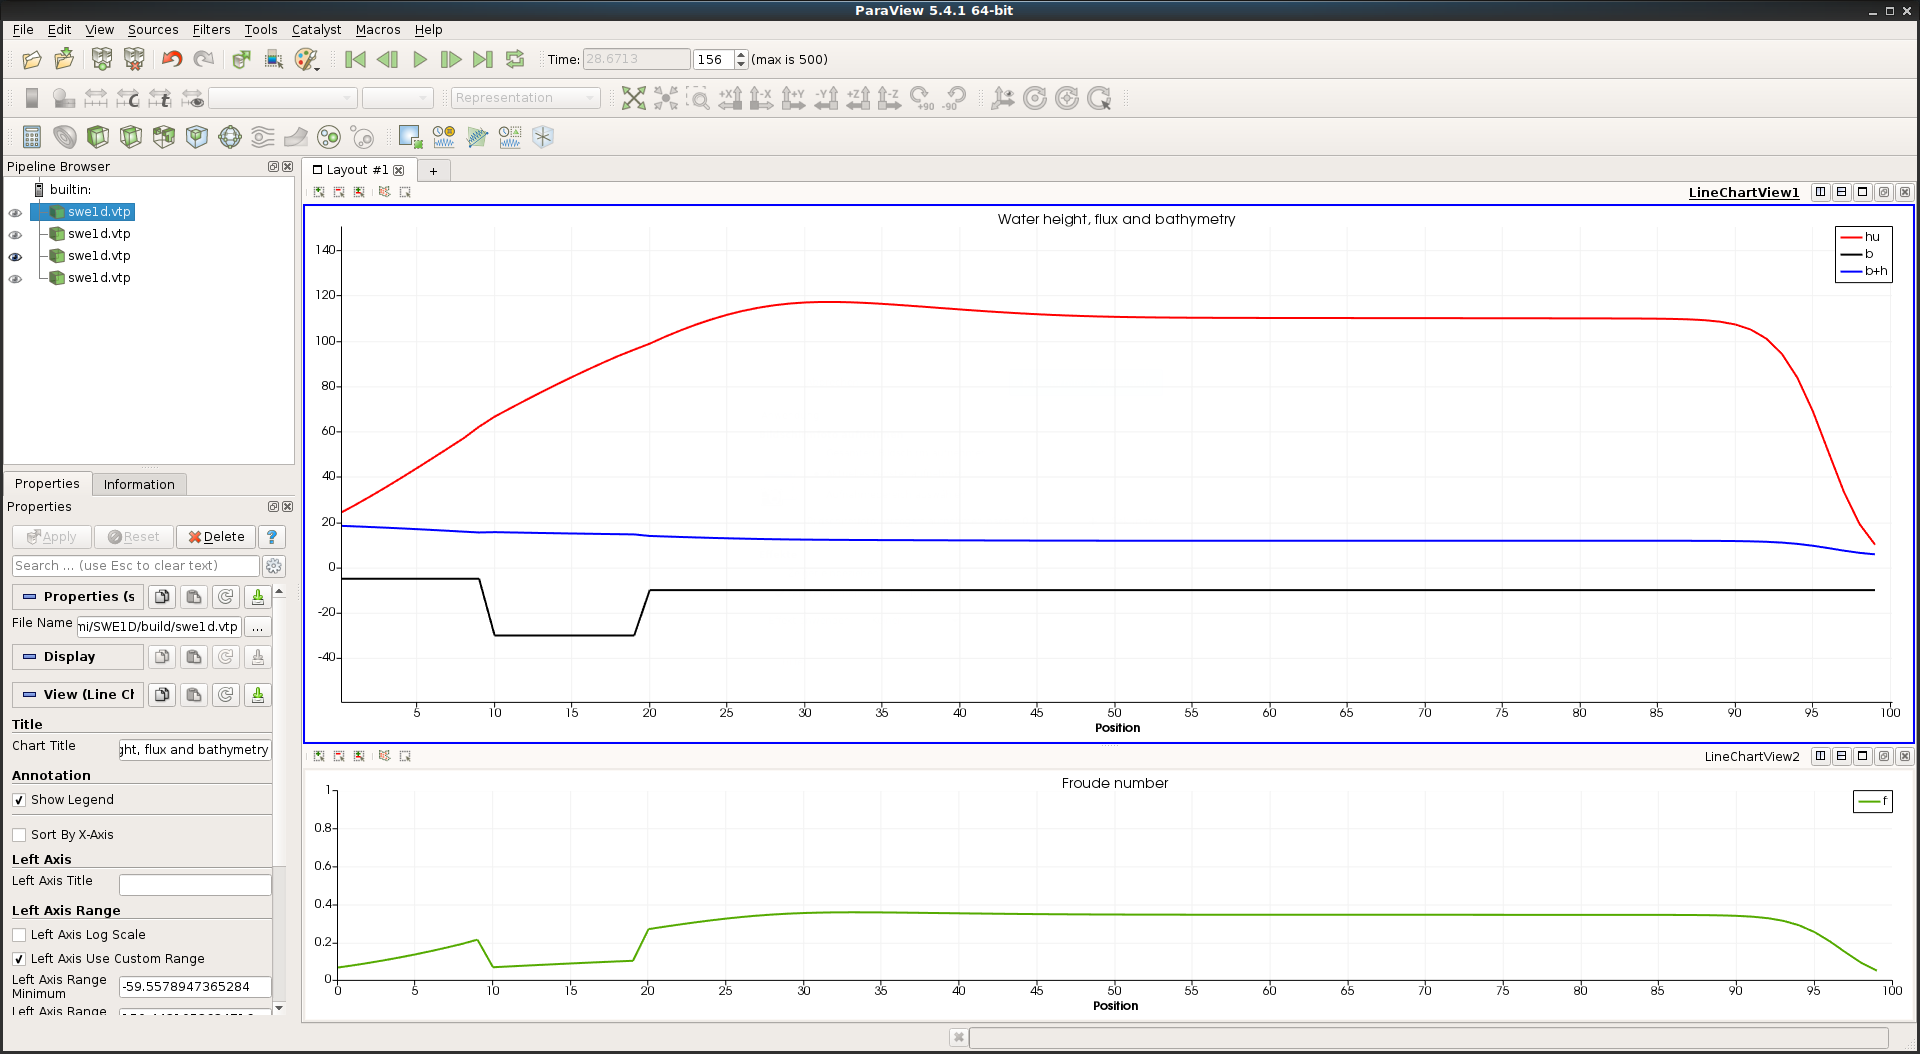 ParaView 5.4.1 64-bit
File Edit View Sources Filters Tools Catalyst Macros Help
Time: 28.6713 156 (max is 500)
Representation
+X -X +Y -Y +Z -Z +90 -90
Pipeline Browser
builtin:
swe1d.vtp
swe1d.vtp
swe1d.vtp
swe1d.vtp
Properties Information
Properties
Apply Reset Delete ?
Search ... (use Esc to clear text)
Properties (s
File Name ni/SWE1D/build/swe1d.vtp ...
Display
View (Line Ch
Title
Chart Title ght, flux and bathymetry
Annotation
Show Legend
Sort By X-Axis
Left Axis
Left Axis Title
Left Axis Range
Left Axis Log Scale
Left Axis Use Custom Range
Left Axis Range Minimum -59.5578947365284
Left Axis Range
Layout #1 +
LineChartView1
Water height, flux and bathymetry
hu
b
b+h
140
120
100
80
60
40
20
0
-20
-40
5 10 15 20 25 30 35 40 45 50 55 60 65 70 75 80 85 90 95 100
Position
LineChartView2
Froude number
f
1
0.8
0.6
0.4
0.2
0
0 5 10 15 20 25 30 35 40 45 50 55 60 65 70 75 80 85 90 95 100
Position